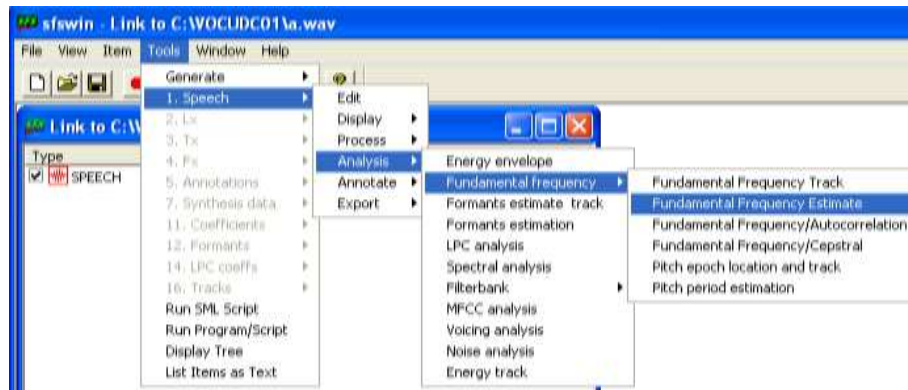 sfswin - Link to C:\VOCUDC01\a.wav
File View Item Tools Window Help
Link to C:\V
Type
SPEECH
Generate
1. Speech
2. Lx
3. Tx
4. Fx
5. Annotations
7. Synthesis data
11. Coefficients
12. Formants
14. LPC coeffs
16. Tracks
Run SML Script
Run Program/Script
Display Tree
List Items as Text
Edit
Display
Process
Analysis
Annotate
Export
Energy envelope
Fundamental frequency
Formants estimate track
Formants estimation
LPC analysis
Spectral analysis
Filterbank
MFCC analysis
Voicing analysis
Noise analysis
Energy track
Fundamental Frequency Track
Fundamental Frequency Estimate
Fundamental Frequency/Autocorrelation
Fundamental Frequency/Cepstral
Pitch epoch location and track
Pitch period estimation